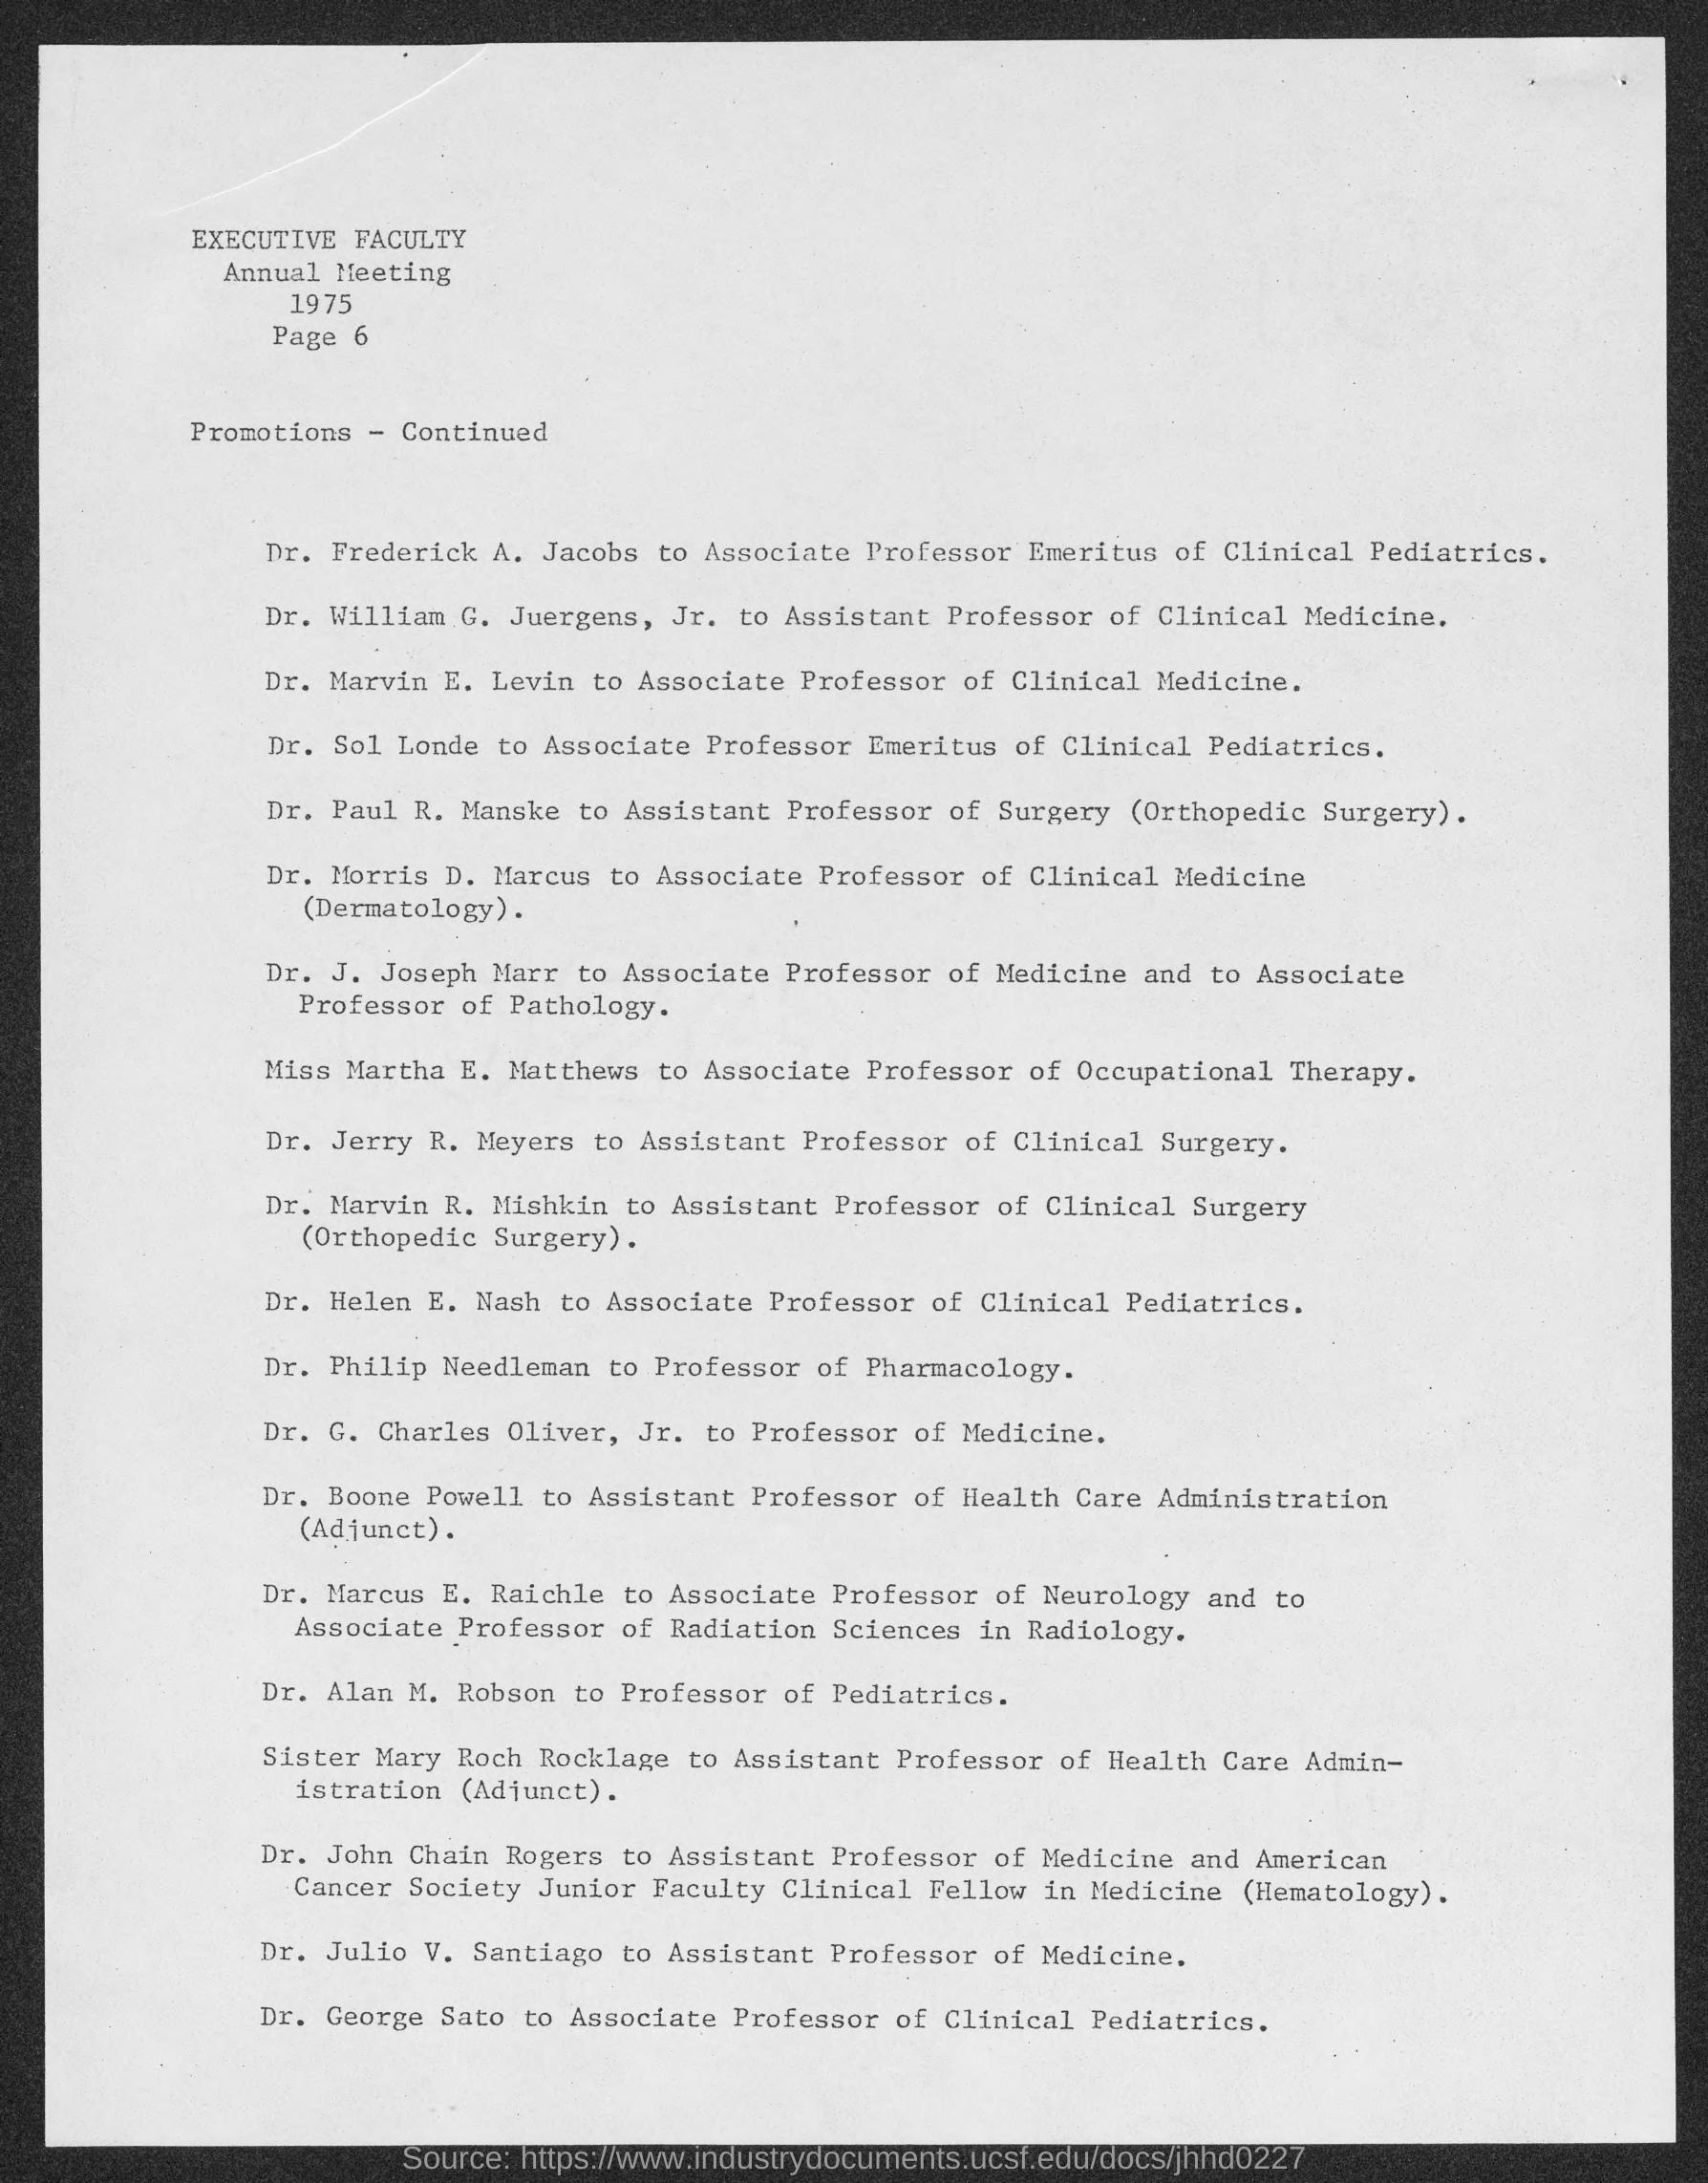 EXECUTIVE FACULTY
Annual Meeting
1975
Page 6
Promotions - Continued
Dr. Frederick A. Jacobs to Associate Professor Emeritus of Clinical Pediatrics.
Dr. William G. Juergens, Jr. to Assistant Professor of Clinical Medicine.
Dr. Marvin E. Levin to Associate Professor of Clinical Medicine.
Dr. Sol Londe to Associate Professor Emeritus of Clinical Pediatrics.
Dr. Paul R. Manske to Assistant Professor of Surgery (Orthopedic Surgery).
Dr. Morris D. Marcus to Associate Professor of Clinical Medicine
(Dermatology).
Dr. J. Joseph Marr to Associate Professor of Medicine and to Associate
Professor of Pathology.
Miss Martha E. Matthews to Associate Professor of Occupational Therapy.
Dr. Jerry R. Meyers to Assistant Professor of Clinical Surgery.
Dr. Marvin R. Mishkin to Assistant Professor of Clinical Surgery
(Orthopedic Surgery).
Dr. Helen E. Nash to Associate Professor of Clinical Pediatrics.
Dr. Philip Needleman to Professor of Pharmacology.
Dr. G. Charles Oliver, Jr. to Professor of Medicine.
Dr. Boone Powell to Assistant Professor of Health Care Administration
(Adjunct).
Dr. Marcus E. Raichle to Associate Professor of Neurology and to
Associate Professor of Radiation Sciences in Radiology.
Dr. Alan M. Robson to Professor of Pediatrics.
Sister Mary Roch Rocklage to Assistant Professor of Health Care Admin-
istration (Adjunct).
Dr. John Chain Rogers to Assistant Professor of Medicine and American
Cancer Society Junior Faculty Clinical Fellow in Medicine (Hematology).
Dr. Julio V. Santiago to Assistant Professor of Medicine.
Dr. George Sato to Associate Professor of Clinical Pediatrics.
Source: https://www.industrydocuments.ucsf.edu/docs/jhhd0227